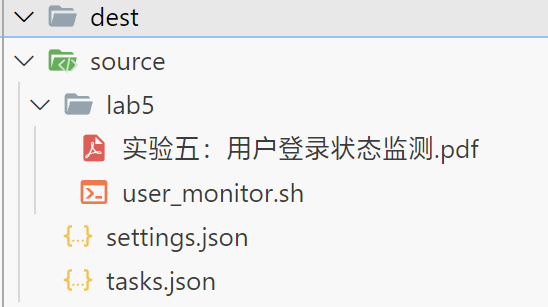 dest
source
lab5
实验五：用户登录状态监测.pdf
user_monitor.sh
{..} settings.json
{..} tasks.json